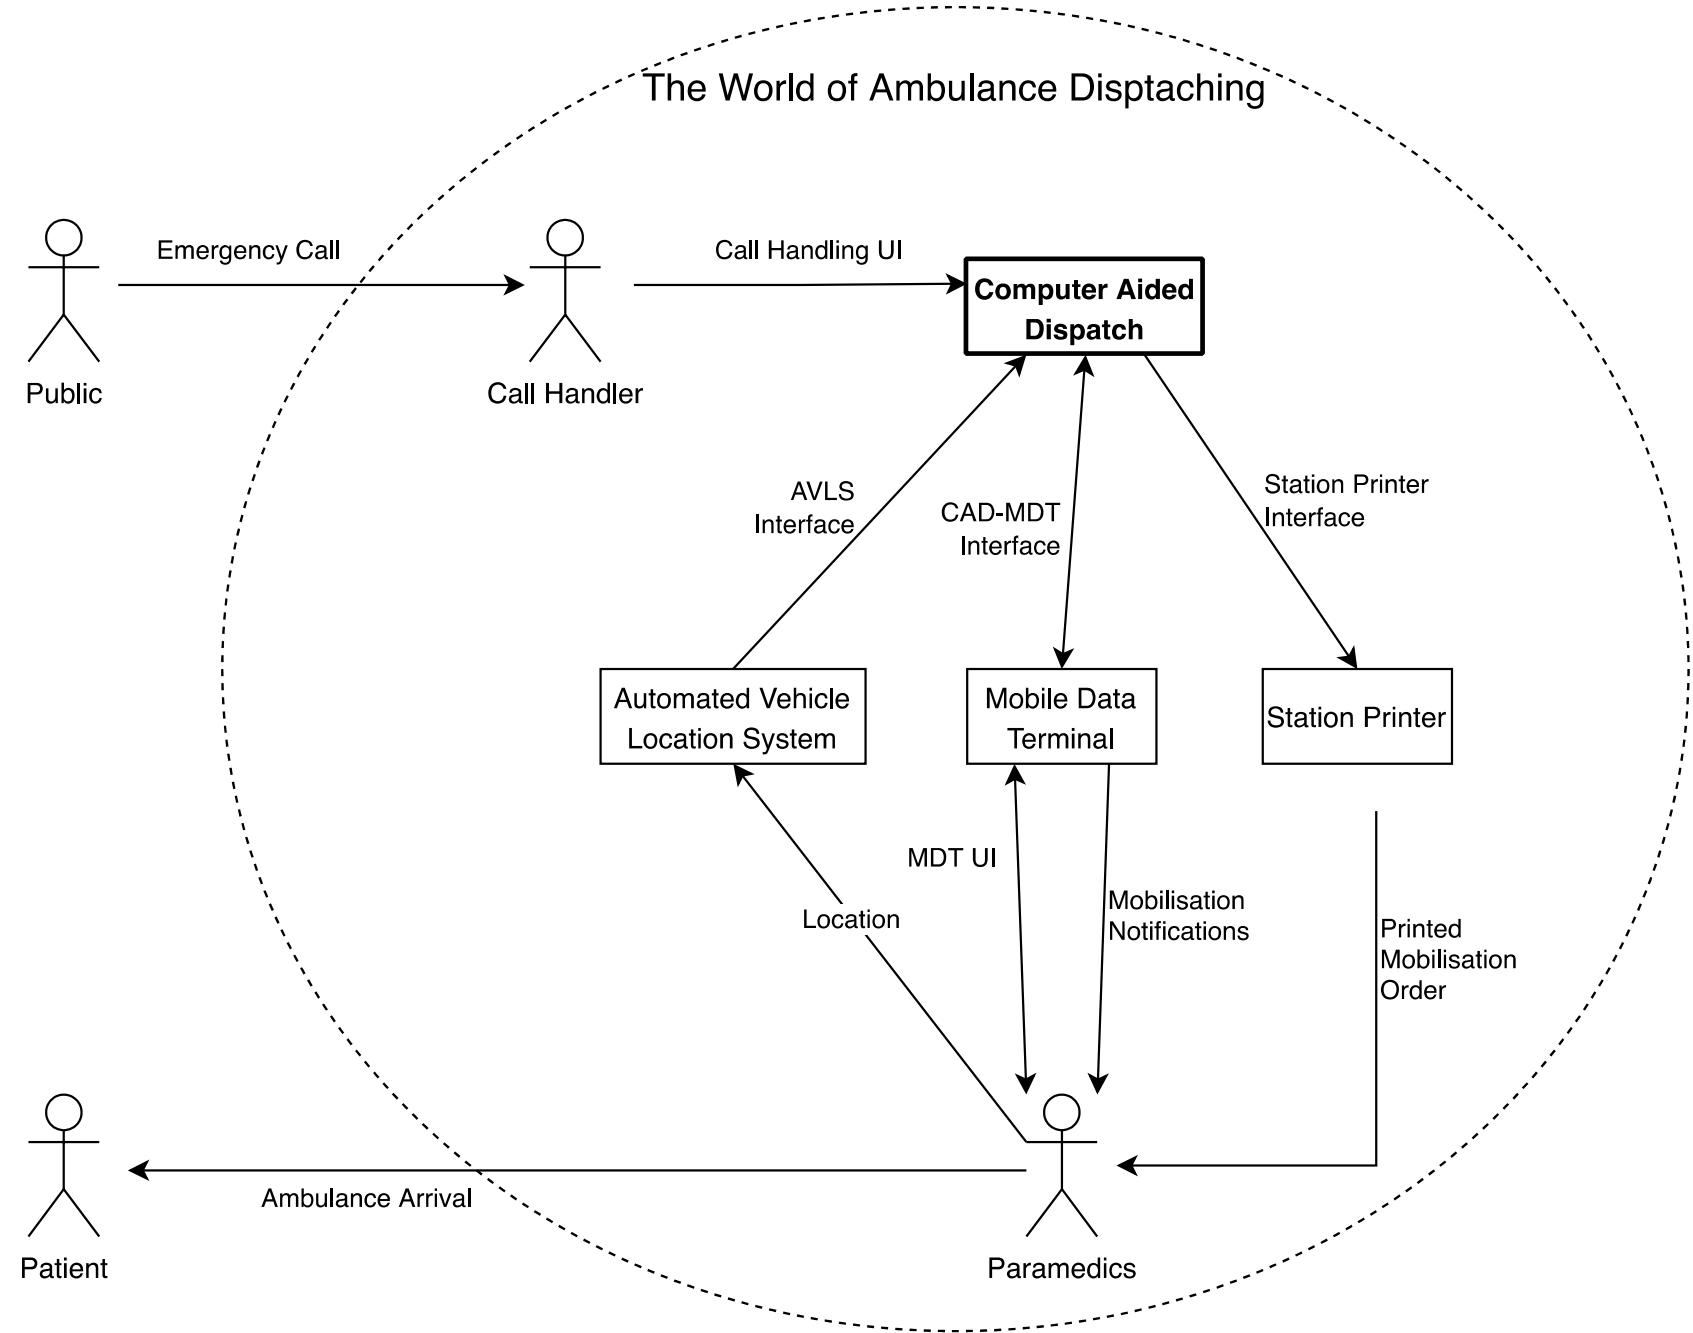 The World of Ambulance Disptaching
Emergency Call
Call Handling UI
Computer Aided
Dispatch
Public
Call Handler
AVLS
Interface
CAD-MDT
Interface
Station Printer
Interface
Automated Vehicle
Location System
Mobile Data
Terminal
Station Printer
MDT UI
Location
Mobilisation
Notifications
Printed
Mobilisation
Order
Ambulance Arrival
Patient
Paramedics